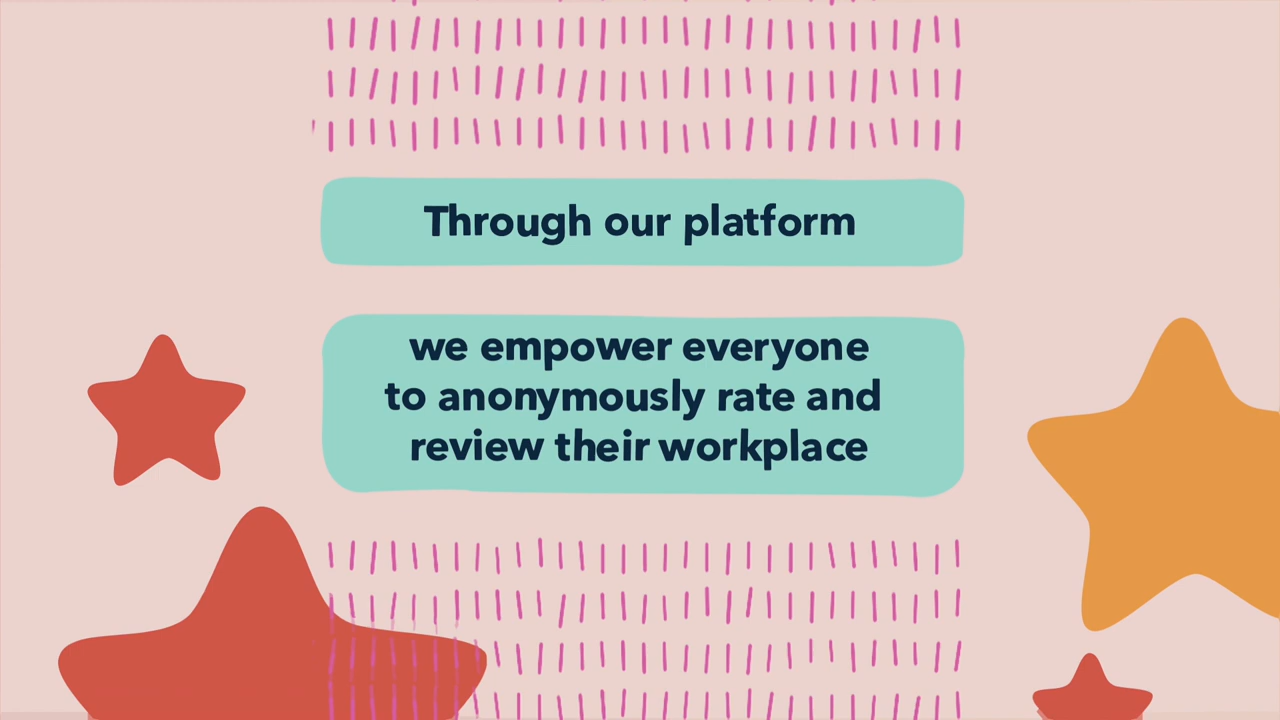 Through our platform
we empower everyone
to anonymously rate and
review their workplace